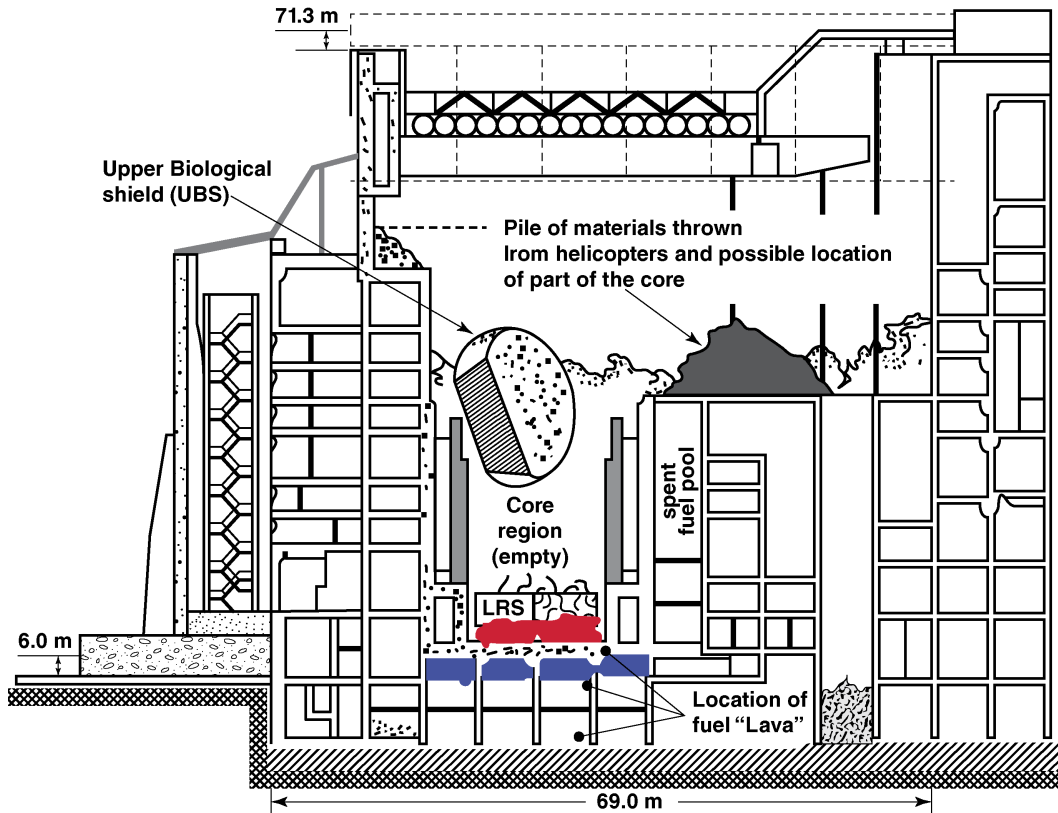 71.3 m
Upper Biological
shield (UBS)
Pile of materials thrown
Irom helicopters and possible location
of part of the core
Core
region
(empty)
spent
fuel pool
LRS
6.0 m
Location of
fuel “Lava”
69.0 m